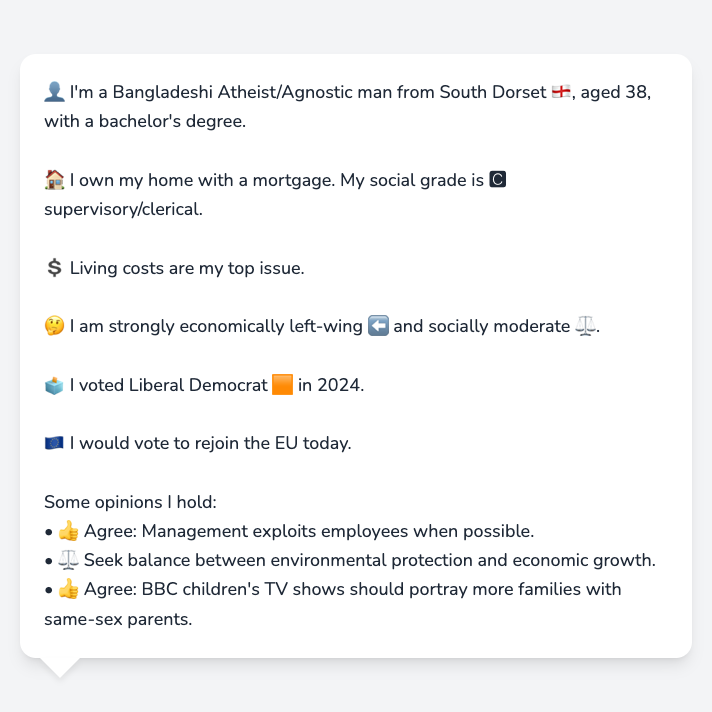 👤 I'm a Bangladeshi Atheist/Agnostic man from South Dorset 🏴󠁧󠁢󠁥󠁮󠁧󠁿, aged 38,
with a bachelor's degree.
🏠 I own my home with a mortgage. My social grade is 🅲
supervisory/clerical.
💲 Living costs are my top issue.
🤔 I am strongly economically left-wing ⬅️ and socially moderate ⚖️.
🗳️ I voted Liberal Democrat 🟧 in 2024.
🇪🇺 I would vote to rejoin the EU today.
Some opinions I hold:
• 👍 Agree: Management exploits employees when possible.
• ⚖️ Seek balance between environmental protection and economic growth.
• 👍 Agree: BBC children's TV shows should portray more families with
same-sex parents.